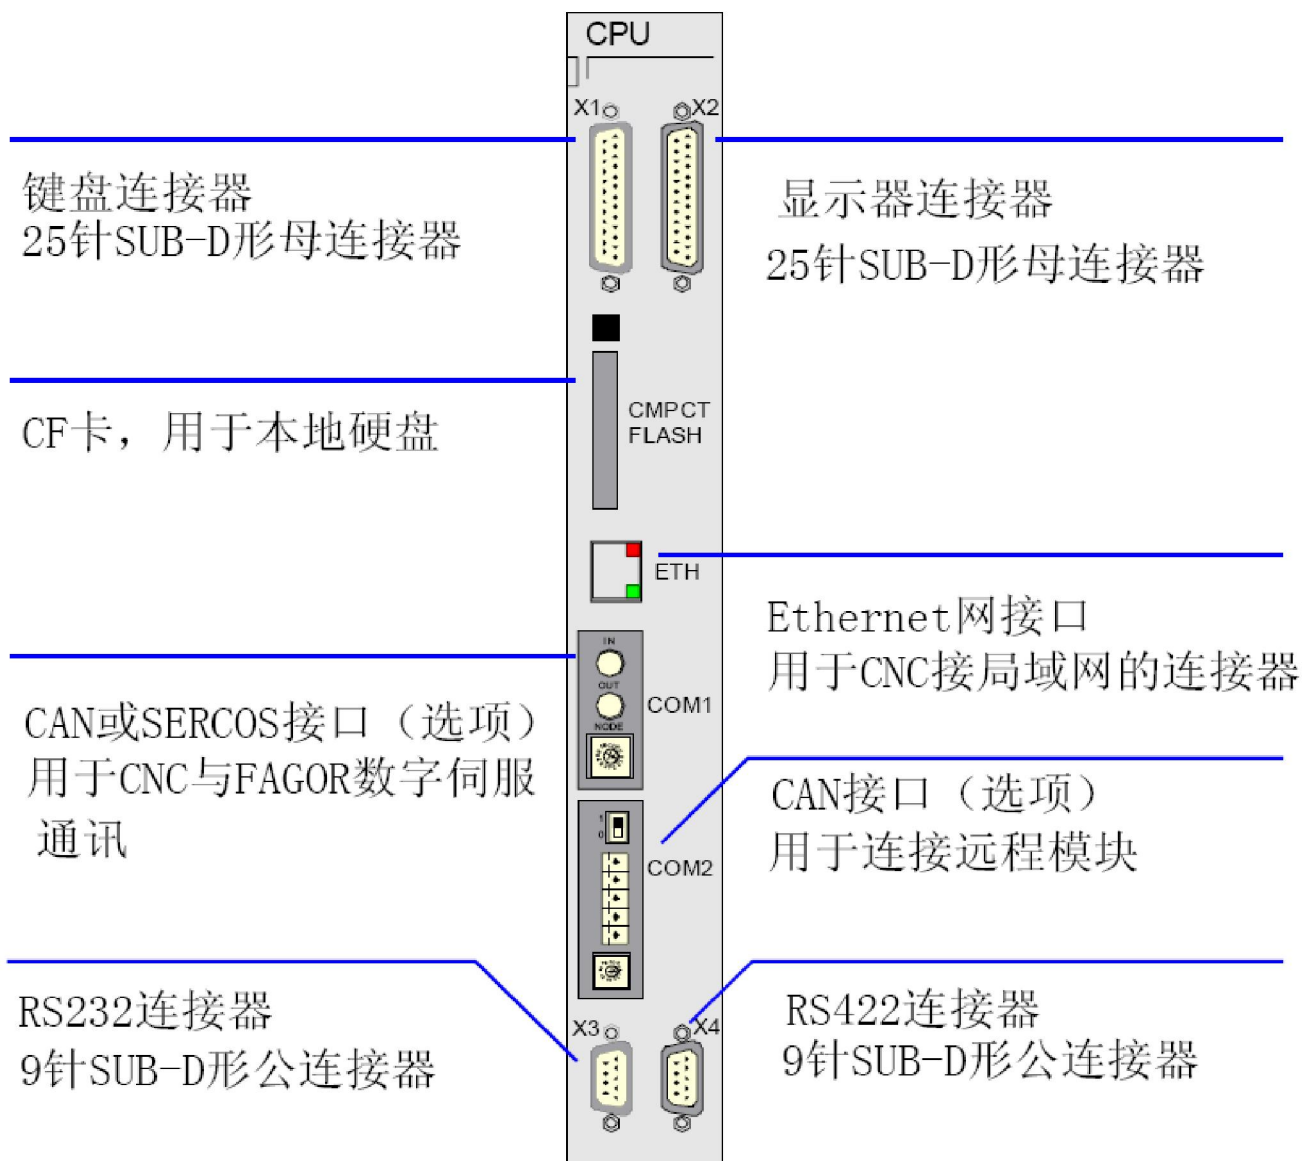 CPU
X1
X2
键盘连接器
25针SUB-D形母连接器
显示器连接器
25针SUB-D形母连接器
CF卡，用于本地硬盘
CMPCT
FLASH
ETH
Ethernet网接口
用于CNC接局域网的连接器
IN
OUT
NODE
COM1
CAN或SERCOS接口（选项）
用于CNC与FAGOR数字伺服
通讯
CAN接口（选项）
用于连接远程模块
1
0
COM2
RS232连接器
9针SUB-D形公连接器
X3
X4
RS422连接器
9针SUB-D形公连接器